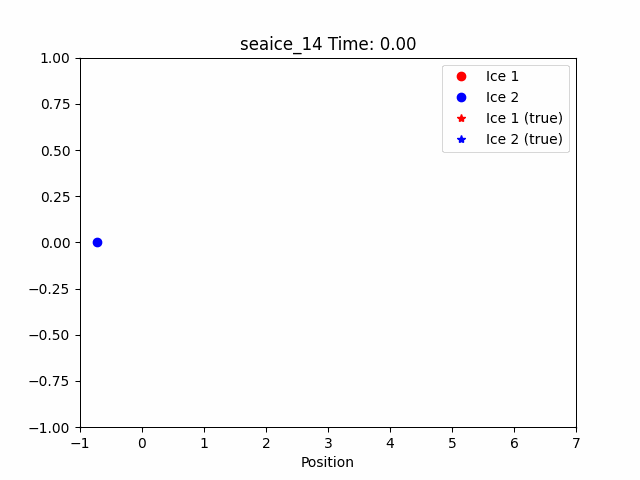 seaice_14 Time: 0.00
1.00
0.75
0.50
0.25
0.00
−0.25
−0.50
−0.75
−1.00
Ice 1
Ice 2
Ice 1 (true)
Ice 2 (true)
−1 0 1 2 3 4 5 6 7
Position